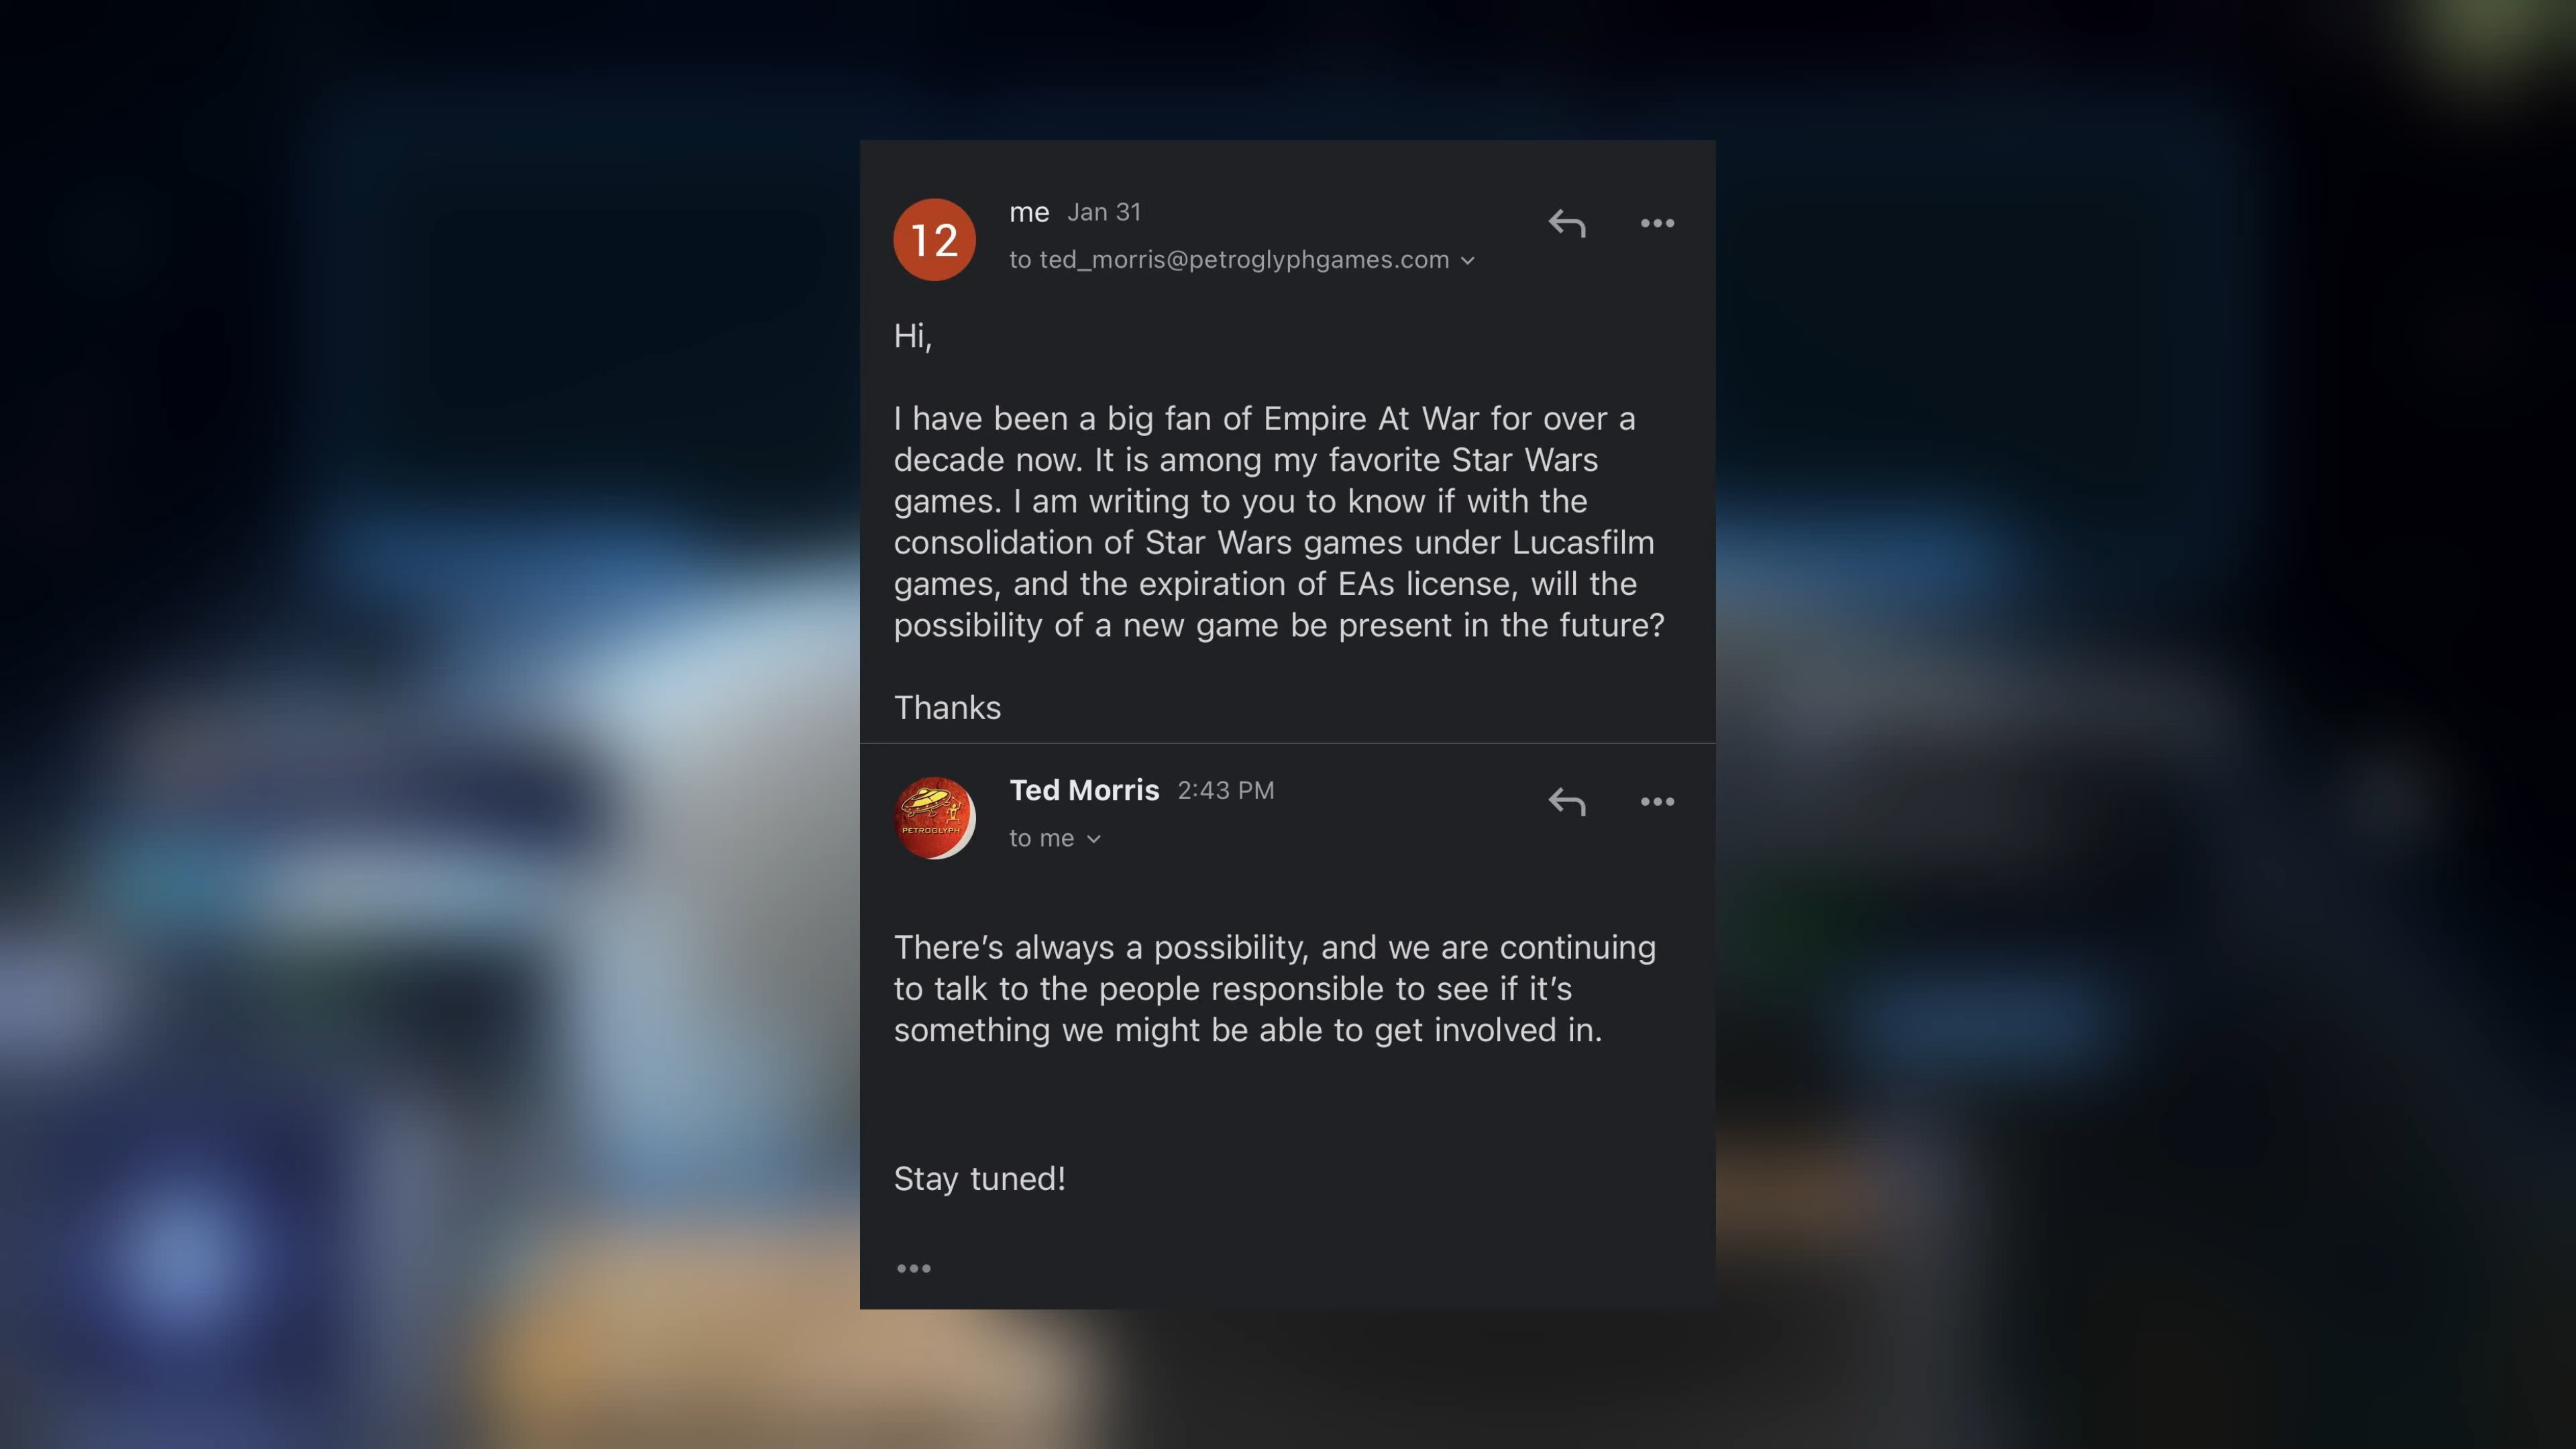 12
me Jan 31
to ted_morris@petroglyphgames.com
Hi,
I have been a big fan of Empire At War for over a
decade now. It is among my favorite Star Wars
games. I am writing to you to know if with the
consolidation of Star Wars games under Lucasfilm
games, and the expiration of EAs license, will the
possibility of a new game be present in the future?
Thanks
Ted Morris 2:43 PM
PETROGLYPH
to me
There’s always a possibility, and we are continuing
to talk to the people responsible to see if it’s
something we might be able to get involved in.
Stay tuned!